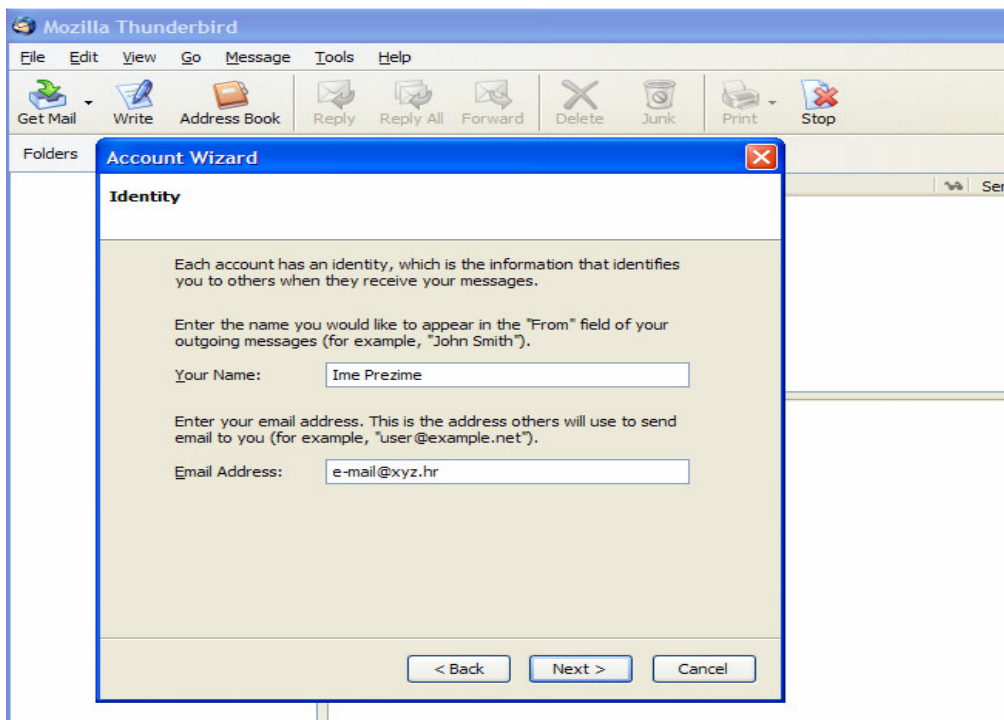 Mozilla Thunderbird
File Edit View Go Message Tools Help
Get Mail Write Address Book Reply Reply All Forward Delete Junk Print Stop
Folders
Account Wizard
Identity
Each account has an identity, which is the information that identifies
you to others when they receive your messages.
Enter the name you would like to appear in the "From" field of your
outgoing messages (for example, "John Smith").
Your Name: Ime Prezime
Enter your email address. This is the address others will use to send
email to you (for example, "user@example.net").
Email Address: e-mail@xyz.hr
< Back Next > Cancel